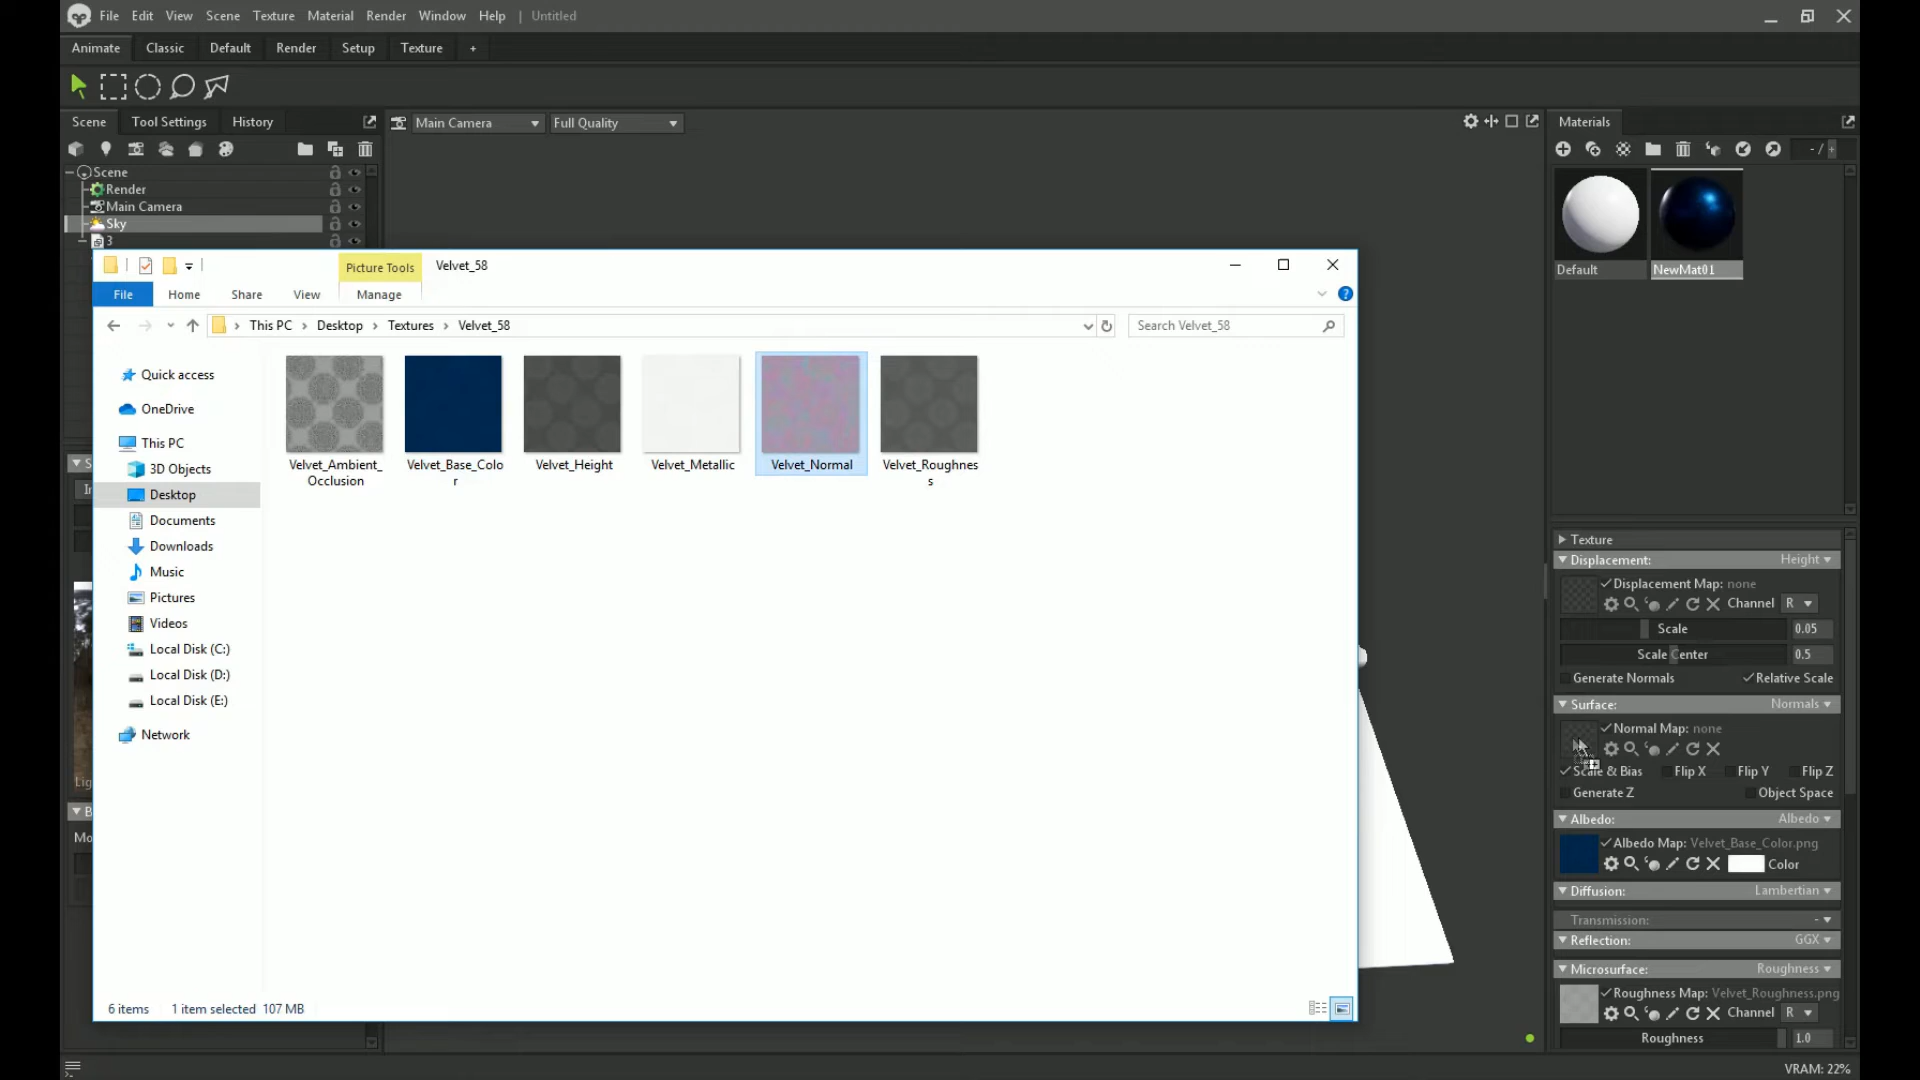 File Edit View Scene Texture Material Render Window Help | Untitled
Animate Classic Default Render Setup Texture +
Scene Tool Settings History
Main Camera Full Quality
Materials
- / +
Scene
Render
Main Camera
Sky
3
Default NewMat01
Picture Tools Velvet_58
File Home Share View Manage
This PC Desktop Textures Velvet_58
Search Velvet_58
Quick access
OneDrive
This PC
3D Objects
Desktop
Documents
Downloads
Music
Pictures
Videos
Local Disk (C:)
Local Disk (D:)
Local Disk (E:)
Network
Velvet_Ambient_
Occlusion
Velvet_Base_Colo
r
Velvet_Height
Velvet_Metallic
Velvet_Normal
Velvet_Roughnes
s
6 items 1 item selected 107 MB
Texture
Displacement: Height
Displacement Map: none
Channel R
Scale 0.05
Scale Center 0.5
Generate Normals Relative Scale
Surface: Normals
Normal Map: none
Scale & Bias Flip X Flip Y Flip Z
Generate Z Object Space
Albedo: Albedo
Albedo Map: Velvet_Base_Color.png
Color
Diffusion: Lambertian
Transmission: -
Reflection: GGX
Microsurface: Roughness
Roughness Map: Velvet_Roughness.png
Channel R
Roughness 1.0
VRAM: 22%